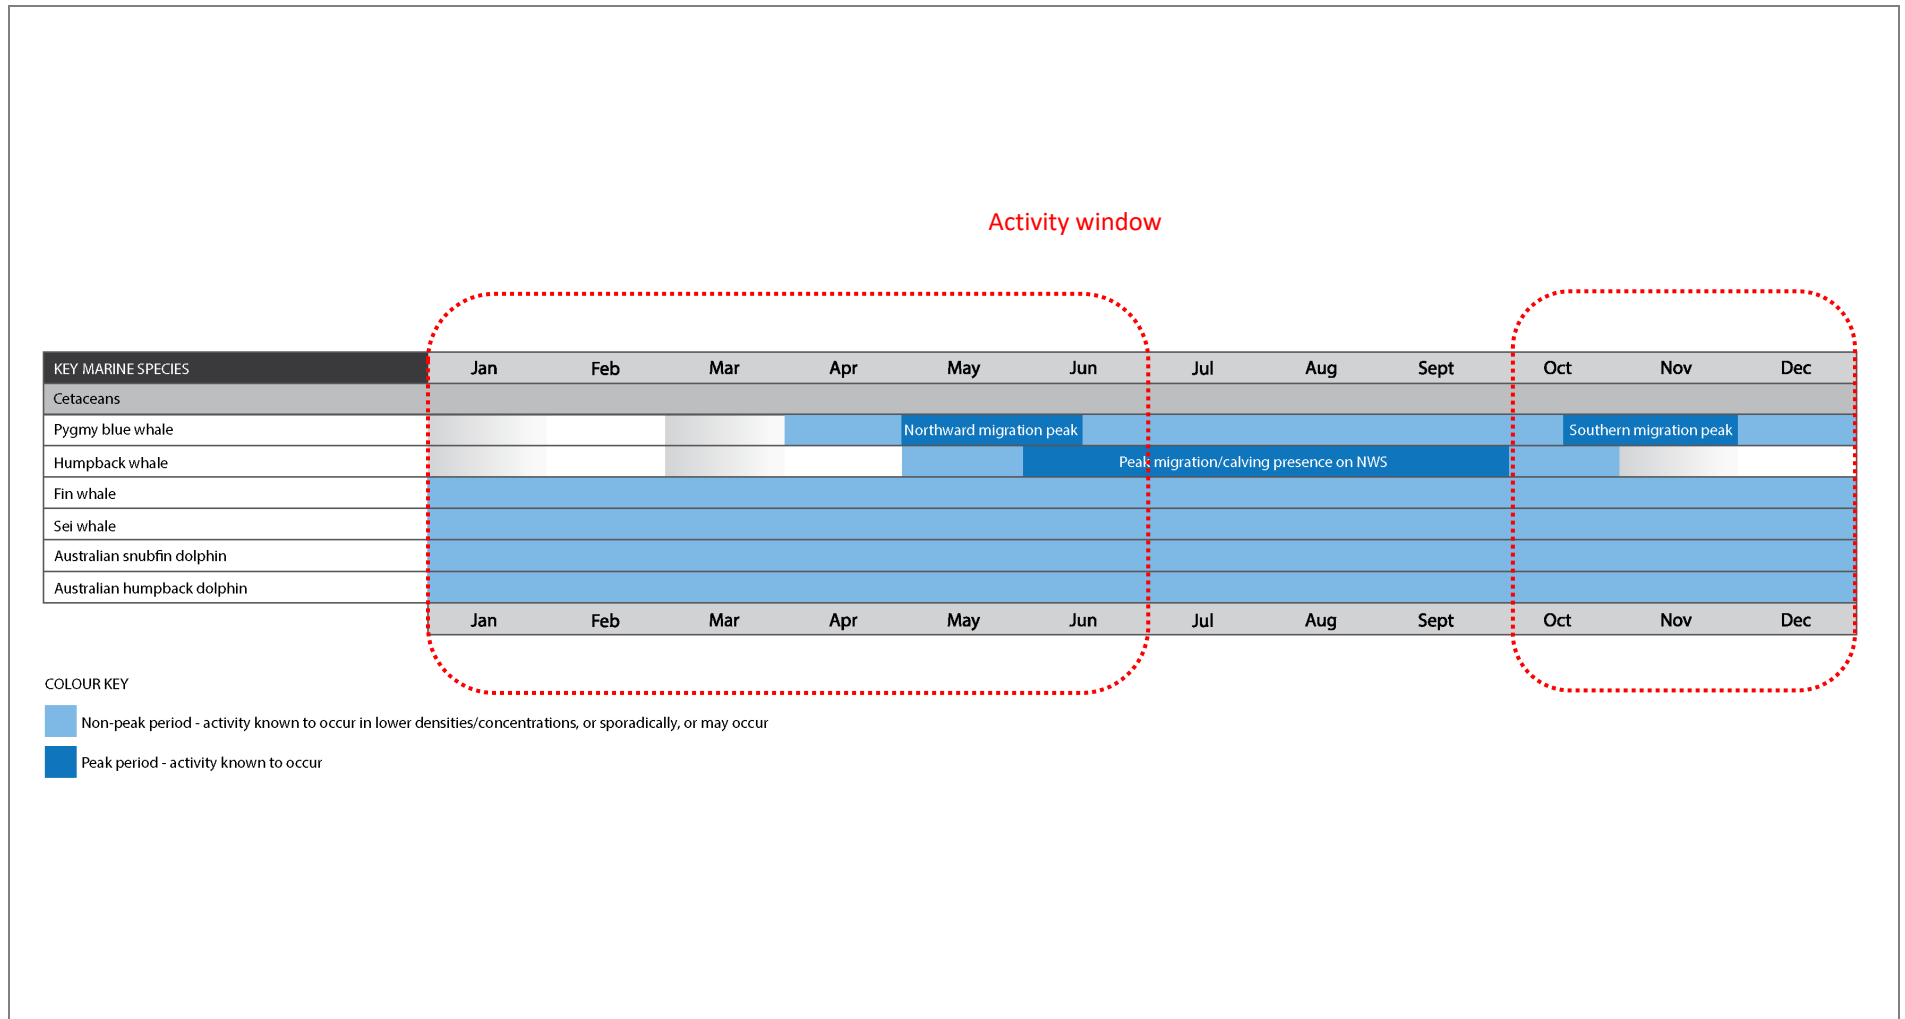 Activity window
KEY MARINE SPECIES Jan Feb Mar Apr May Jun Jul Aug Sept Oct Nov Dec
Cetaceans
Pygmy blue whale Northward migration peak Southern migration peak
Humpback whale Peak migration/calving presence on NWS
Fin whale
Sei whale
Australian snubfin dolphin
Australian humpback dolphin
Jan Feb Mar Apr May Jun Jul Aug Sept Oct Nov Dec
COLOUR KEY
Non-peak period - activity known to occur in lower densities/concentrations, or sporadically, or may occur
Peak period - activity known to occur